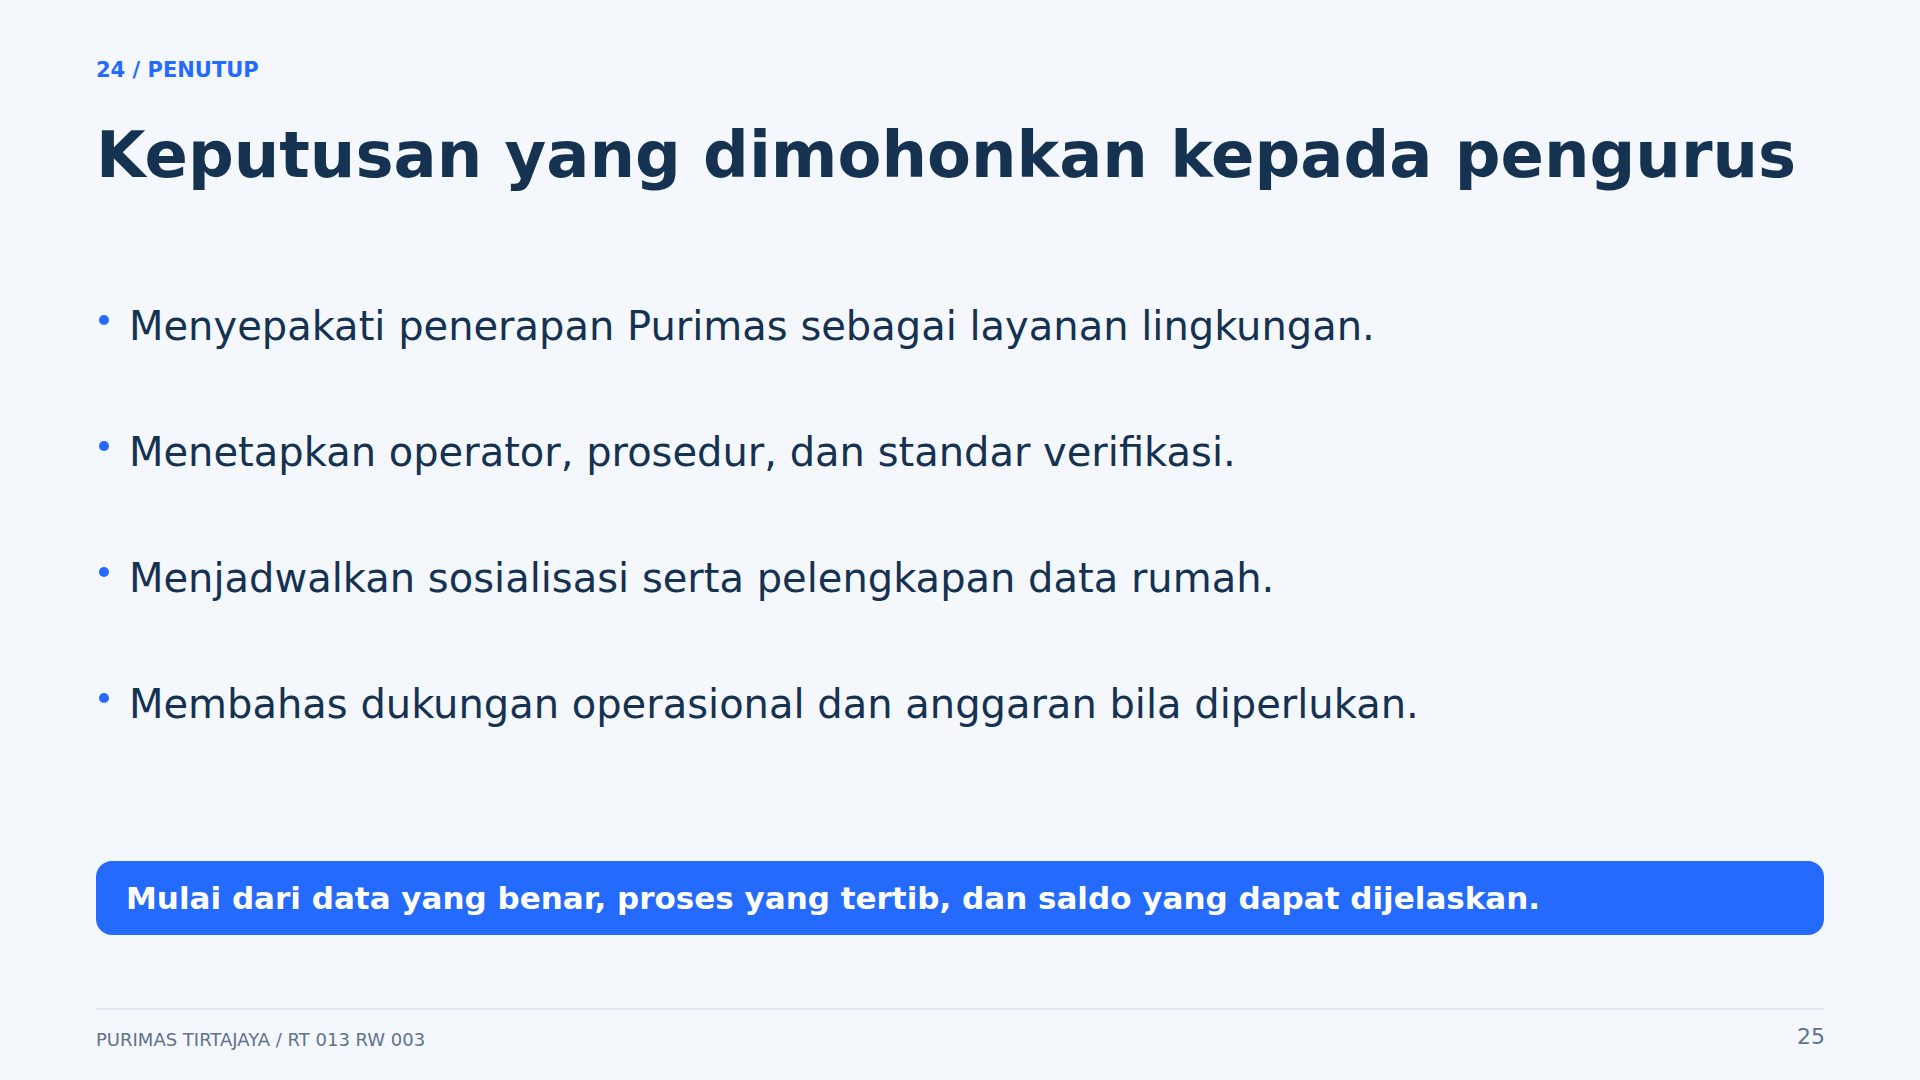 24 / PENUTUP
Keputusan yang dimohonkan kepada pengurus
• Menyepakati penerapan Purimas sebagai layanan lingkungan.
• Menetapkan operator, prosedur, dan standar verifikasi.
• Menjadwalkan sosialisasi serta pelengkapan data rumah.
• Membahas dukungan operasional dan anggaran bila diperlukan.
Mulai dari data yang benar, proses yang tertib, dan saldo yang dapat dijelaskan.
PURIMAS TIRTAJAYA / RT 013 RW 003
25